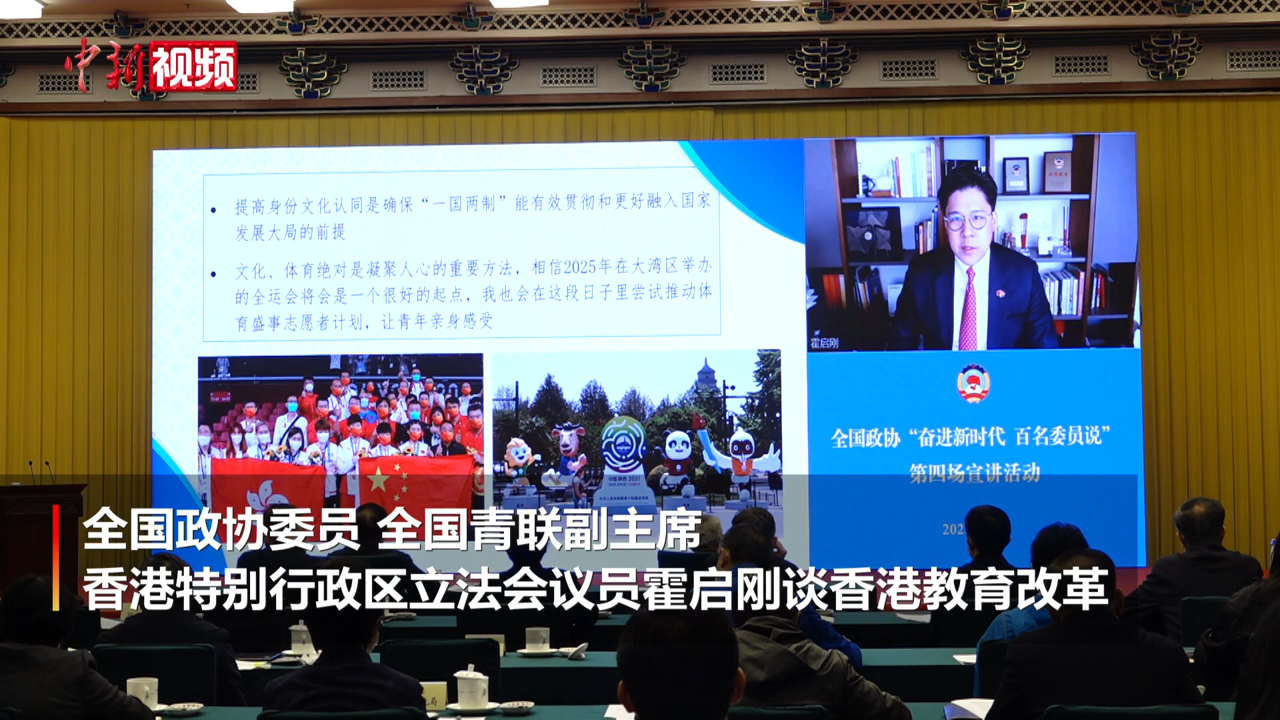 中新视频
• 提高身份文化认同是确保“一国两制”能有效贯彻和更好融入国家
发展大局的前提
• 文化、体育绝对是凝聚人心的重要方法，相信2025年在大湾区举办
的全运会将会是一个很好的起点，我也会在这段日子里尝试推动体
育盛事志愿者计划，让青年亲身感受
霍启刚
全国政协“奋进新时代 百名委员说”
第四场宣讲活动
中国·陕西 2021
全国政协委员 全国青联副主席
香港特别行政区立法会议员霍启刚谈香港教育改革